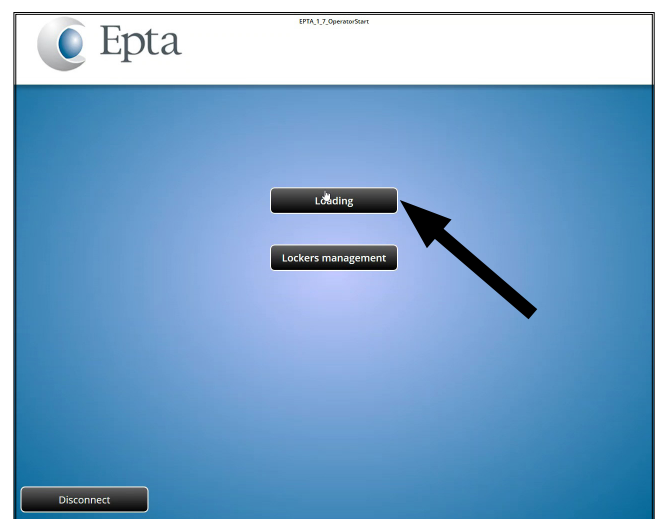 EPTA_1_7_OperatorStart
Epta
Loading
Lockers management
Disconnect